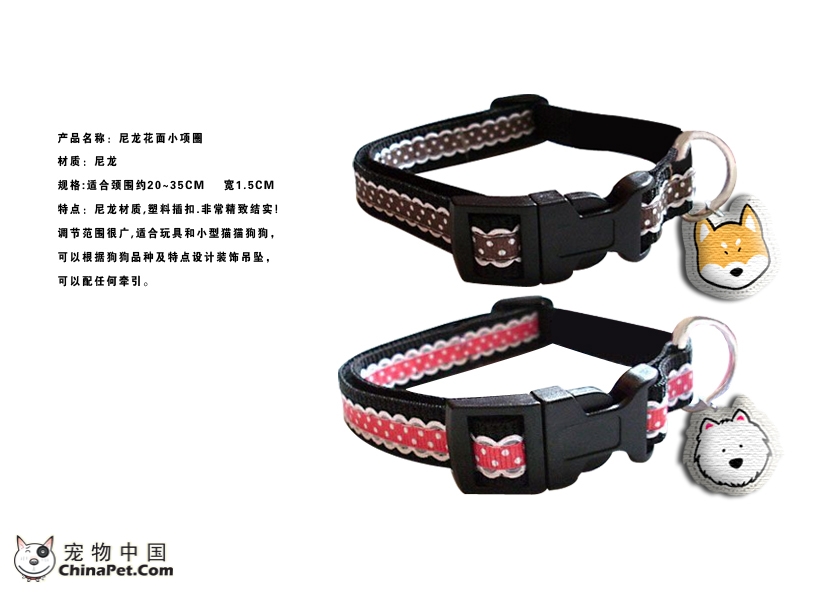 产品名称：尼龙花面小项圈
材质：尼龙
规格:适合颈围约20~35CM 宽1.5CM
特点：尼龙材质,塑料插扣.非常精致结实!
调节范围很广,适合玩具和小型猫猫狗狗，
可以根据狗狗品种及特点设计装饰吊坠，
可以配任何牵引。
宠物中国
ChinaPet.Com